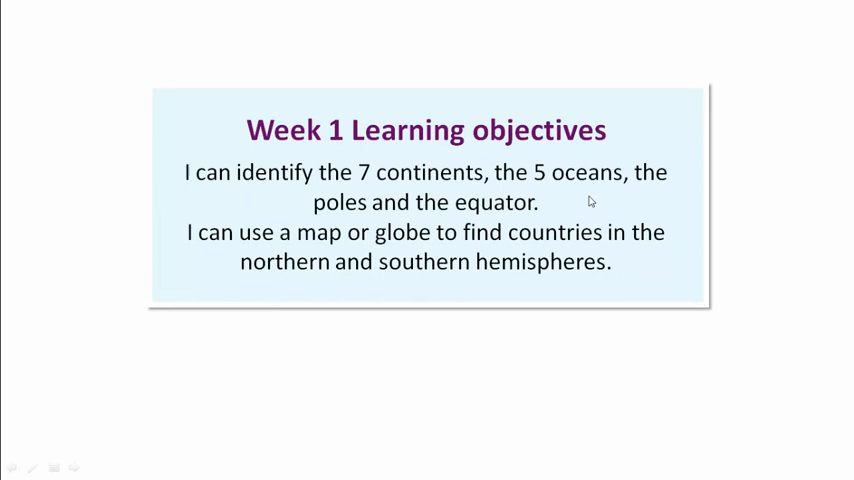 Week 1 Learning objectives
I can identify the 7 continents, the 5 oceans, the
poles and the equator.
I can use a map or globe to find countries in the
northern and southern hemispheres.